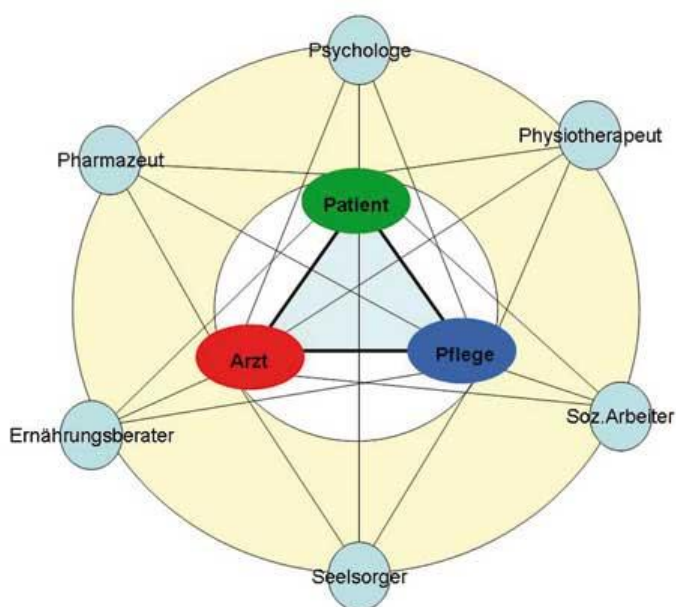 Psychologe
Physiotherapeut
Pharmazeut
Patient
Arzt
Pflege
Soz.Arbeiter
Ernährungsberater
Seelsorger